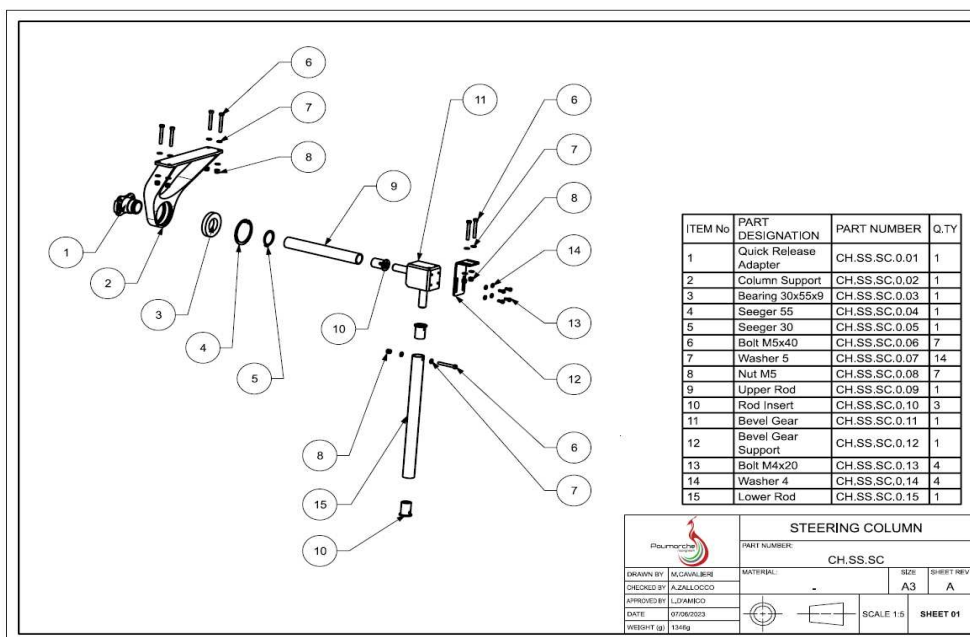 6
7
8
9
11
6
7
8
14
1
2
3
4
5
10
13
12
8
15
10
6
7
ITEM No PART DESIGNATION PART NUMBER Q.TY
1 Quick Release Adapter CH.SS.SC.0.01 1
2 Column Support CH.SS.SC.0.02 1
3 Bearing 30x55x9 CH.SS.SC.0.03 1
4 Seeger 55 CH.SS.SC.0.04 1
5 Seeger 30 CH.SS.SC.0.05 1
6 Bolt M5x40 CH.SS.SC.0.06 7
7 Washer 5 CH.SS.SC.0.07 14
8 Nut M5 CH.SS.SC.0.08 7
9 Upper Rod CH.SS.SC.0.09 1
10 Rod Insert CH.SS.SC.0.10 3
11 Bevel Gear CH.SS.SC.0.11 1
12 Bevel Gear Support CH.SS.SC.0.12 1
13 Bolt M4x20 CH.SS.SC.0.13 4
14 Washer 4 CH.SS.SC.0.14 4
15 Lower Rod CH.SS.SC.0.15 1
STEERING COLUMN
PART NUMBER:
CH.SS.SC
DRAWN BY M.CAVALIERI
CHECKED BY A.ZALLOCCO
APPROVED BY L.D'AMICO
DATE 07/06/2023
WEIGHT (g) 1346g
MATERIAL:
-
SIZE
A3
SHEET REV
A
SCALE 1:5
SHEET 01